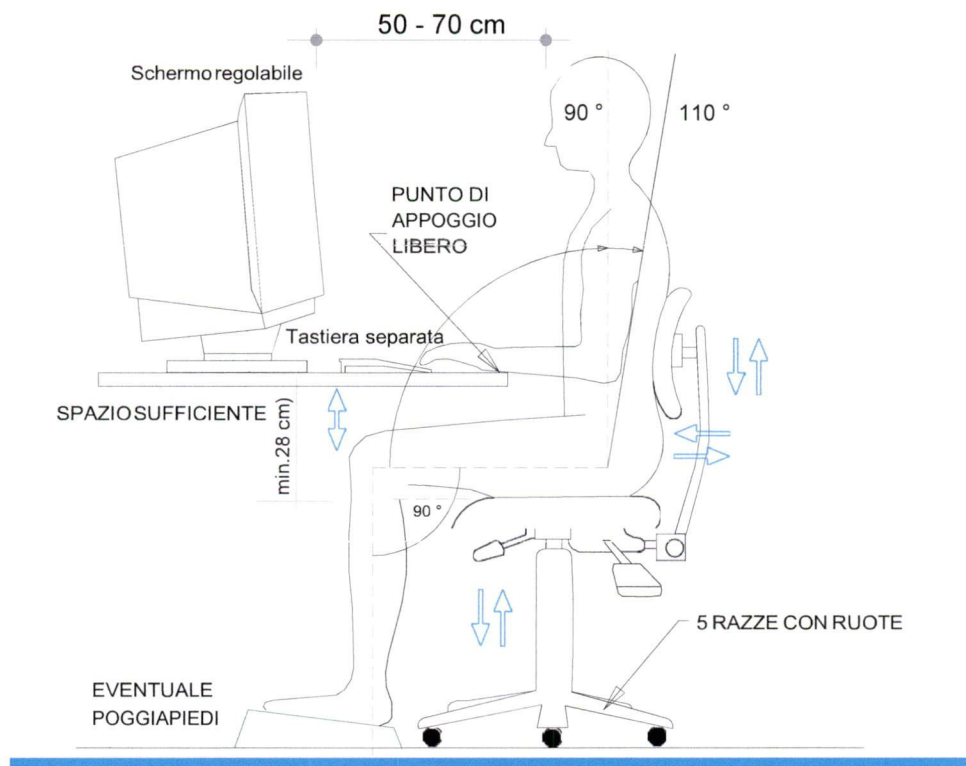 50 - 70 cm
Schermo regolabile
90 °
110 °
PUNTO DI
APPOGGIO
LIBERO
Tastiera separata
SPAZIO SUFFICIENTE
min.28 cm)
90 °
5 RAZZE CON RUOTE
EVENTUALE
POGGIAPIEDI